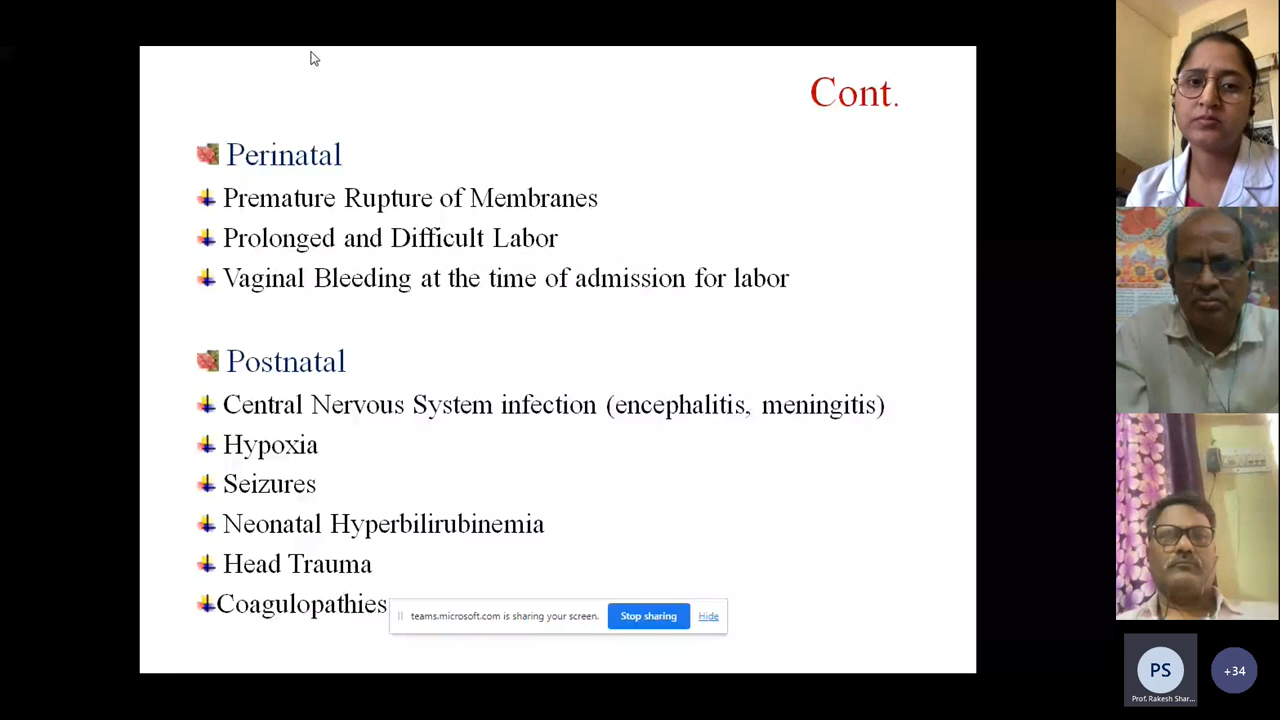 Cont.
Perinatal
Premature Rupture of Membranes
Prolonged and Difficult Labor
Vaginal Bleeding at the time of admission for labor
Postnatal
Central Nervous System infection (encephalitis, meningitis)
Hypoxia
Seizures
Neonatal Hyperbilirubinemia
Head Trauma
Coagulopathies
teams.microsoft.com is sharing your screen. Stop sharing Hide
PS
Prof. Rakesh Shar...
+34